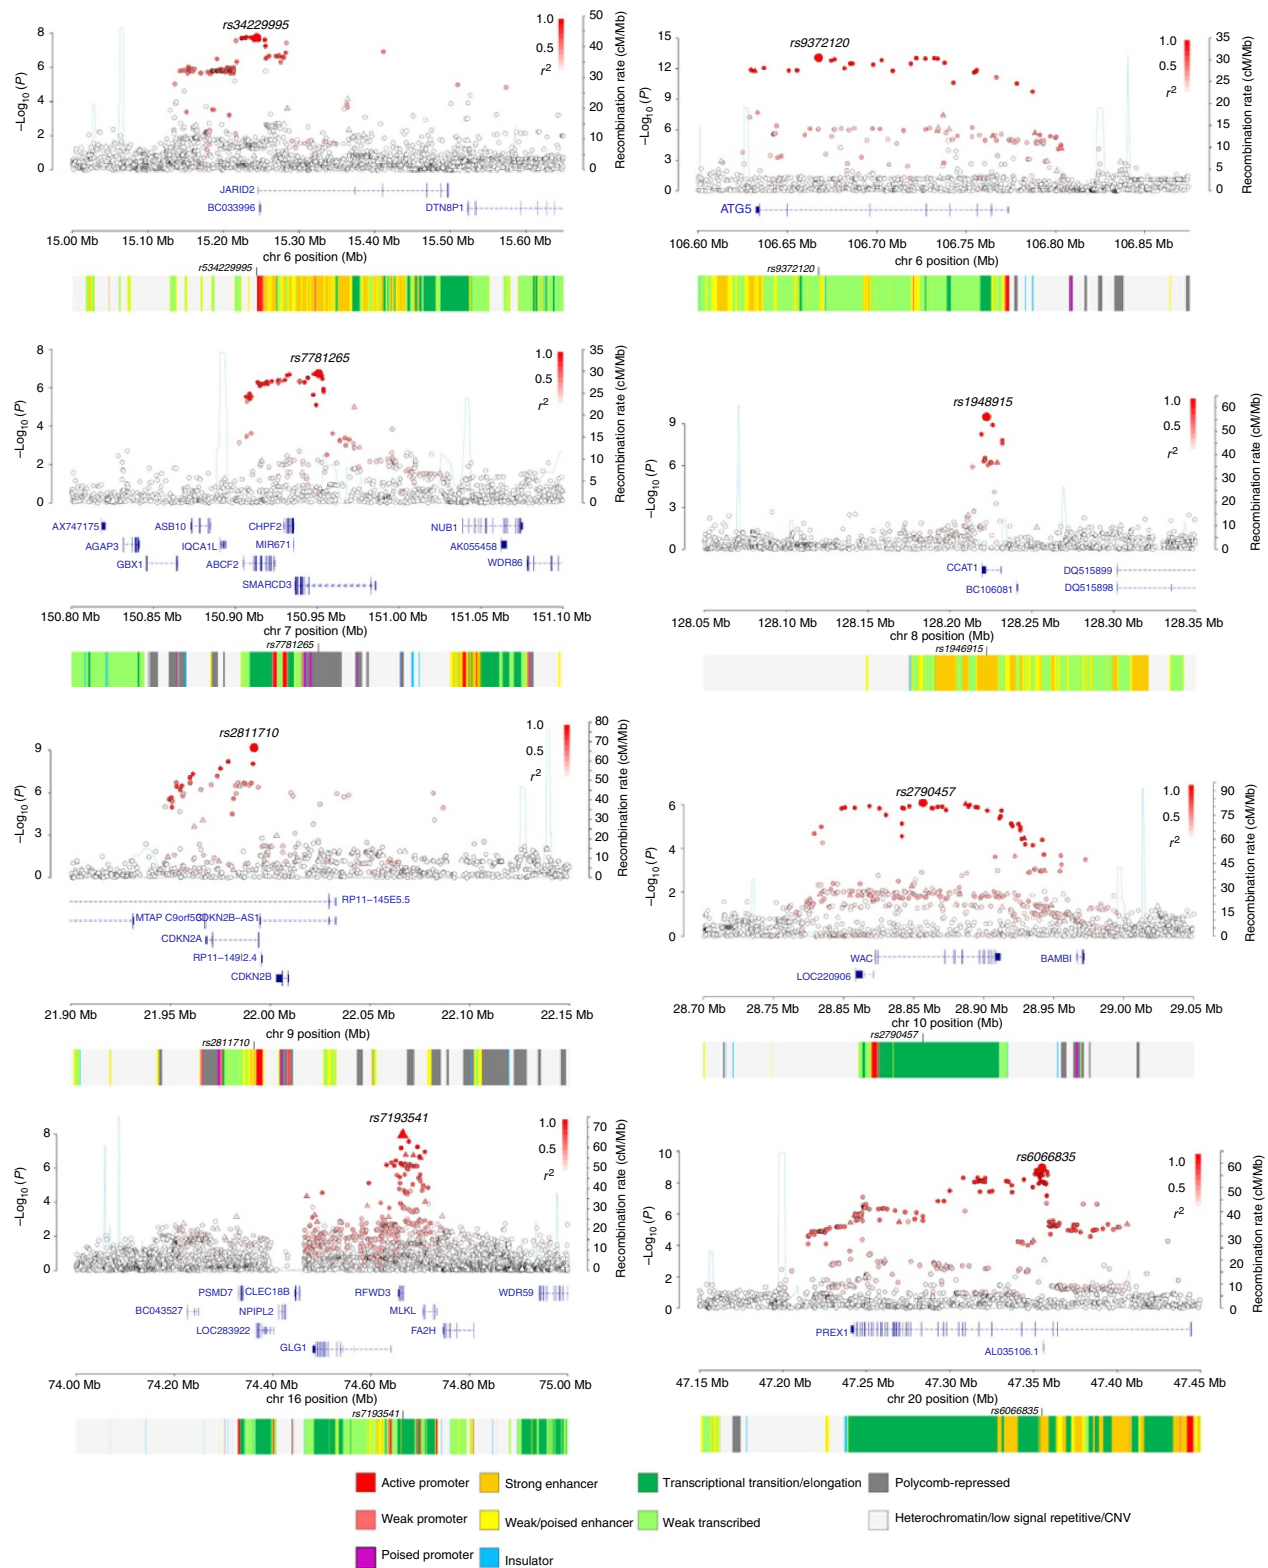 rs34229995
8
6
4
2
0
–Log10 (P)
50
40
30
20
10
0
Recombination rate (cM/Mb)
1.0
0.5
r2
JARID2
BC033996
DTN8P1
15.00 Mb 15.10 Mb 15.20 Mb 15.30 Mb 15.40 Mb 15.50 Mb 15.60 Mb
chr 6 position (Mb)
r534229995
rs9372120
15
12
9
6
3
0
–Log10 (P)
35
30
25
20
15
10
5
0
Recombination rate (cM/Mb)
1.0
0.5
r2
ATG5
106.60 Mb 106.65 Mb 106.70 Mb 106.75 Mb 106.80 Mb 106.85 Mb
chr 6 position (Mb)
rs9372120
rs7781265
8
6
4
2
0
–Log10 (P)
35
30
25
20
15
10
5
0
Recombination rate (cM/Mb)
1.0
0.5
r2
AX747175 ASB10 CHPF2 NUB1
AGAP3 IQCA1L MIR671 AK055458
GBX1 ABCF2 WDR86
SMARCD3
150.80 Mb 150.85 Mb 150.90 Mb 150.95 Mb 151.00 Mb 151.05 Mb 151.10 Mb
chr 7 position (Mb)
rs7781265
rs1948915
9
6
3
0
–Log10 (P)
60
50
40
30
20
10
0
Recombination rate (cM/Mb)
1.0
0.5
r2
CCAT1 DQ515899
BC106081 DQ515898
128.05 Mb 128.10 Mb 128.15 Mb 128.20 Mb 128.25 Mb 128.30 Mb 128.35 Mb
chr 8 position (Mb)
rs1946915
rs2811710
9
6
3
0
–Log10 (P)
80
70
60
50
40
30
20
10
0
Recombination rate (cM/Mb)
1.0
0.5
r2
RP11–145E5.5
MTAP C9orf53 CDKN2B–AS1
CDKN2A
RP11–149I2.4
CDKN2B
21.90 Mb 21.95 Mb 22.00 Mb 22.05 Mb 22.10 Mb 22.15 Mb
chr 9 position (Mb)
rs2811710
rs2790457
6
4
2
0
–Log10 (P)
90
75
60
45
30
15
0
Recombination rate (cM/Mb)
1.0
0.5
r2
WAC BAMBI
LOC220906
28.70 Mb 28.75 Mb 28.85 Mb 28.85 Mb 28.90 Mb 28.95 Mb 29.00 Mb 29.05 Mb
chr 10 position (Mb)
rs2790457
rs7193541
8
6
4
2
0
–Log10 (P)
70
60
50
40
30
20
10
0
Recombination rate (cM/Mb)
1.0
0.5
r2
PSMD7 CLEC18B RFWD3 WDR59
BC043527 NPIPL2 MLKL
LOC283922 FA2H
GLG1
74.00 Mb 74.20 Mb 74.40 Mb 74.60 Mb 74.80 Mb 75.00 Mb
chr 16 position (Mb)
rs7193541
rs6066835
10
8
6
4
2
0
–Log10 (P)
60
50
40
30
20
10
0
Recombination rate (cM/Mb)
1.0
0.5
r2
PREX1
AL035106.1
47.15 Mb 47.20 Mb 47.25 Mb 47.30 Mb 47.35 Mb 47.40 Mb 47.45 Mb
chr 20 position (Mb)
rs6066835
Active promoter Strong enhancer Transcriptional transition/elongation Polycomb-repressed
Weak promoter Weak/poised enhancer Weak transcribed Heterochromatin/low signal repetitive/CNV
Poised promoter Insulator